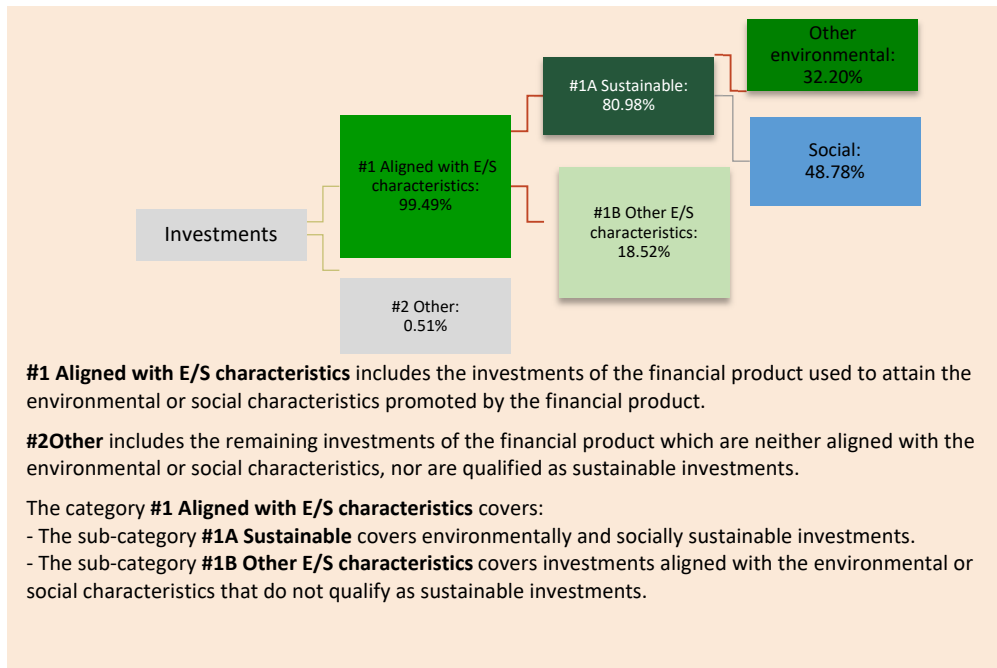 Other
environmental:
32.20%
#1A Sustainable:
80.98%
#1 Aligned with E/S
characteristics:
99.49%
Social:
48.78%
#1B Other E/S
characteristics:
18.52%
Investments
#2 Other:
0.51%
#1 Aligned with E/S characteristics includes the investments of the financial product used to attain the
environmental or social characteristics promoted by the financial product.
#2Other includes the remaining investments of the financial product which are neither aligned with the
environmental or social characteristics, nor are qualified as sustainable investments.
The category #1 Aligned with E/S characteristics covers:
- The sub-category #1A Sustainable covers environmentally and socially sustainable investments.
- The sub-category #1B Other E/S characteristics covers investments aligned with the environmental or
social characteristics that do not qualify as sustainable investments.